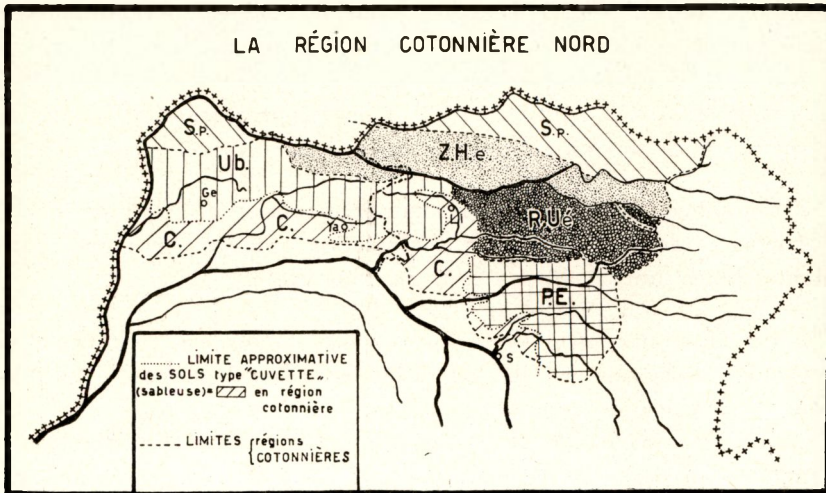 LA RÉGION COTONNIÈRE NORD
S.P.
S.P.
Z.H.e.
Ub.
Ge
R.Ué
L
C.
Ya
C.
C.
P.E.
S
LIMITE APPROXIMATIVE
des SOLS type "CUVETTE„
(sableuse)= en région
cotonnière
LIMITES {régions
COTONNIÈRES